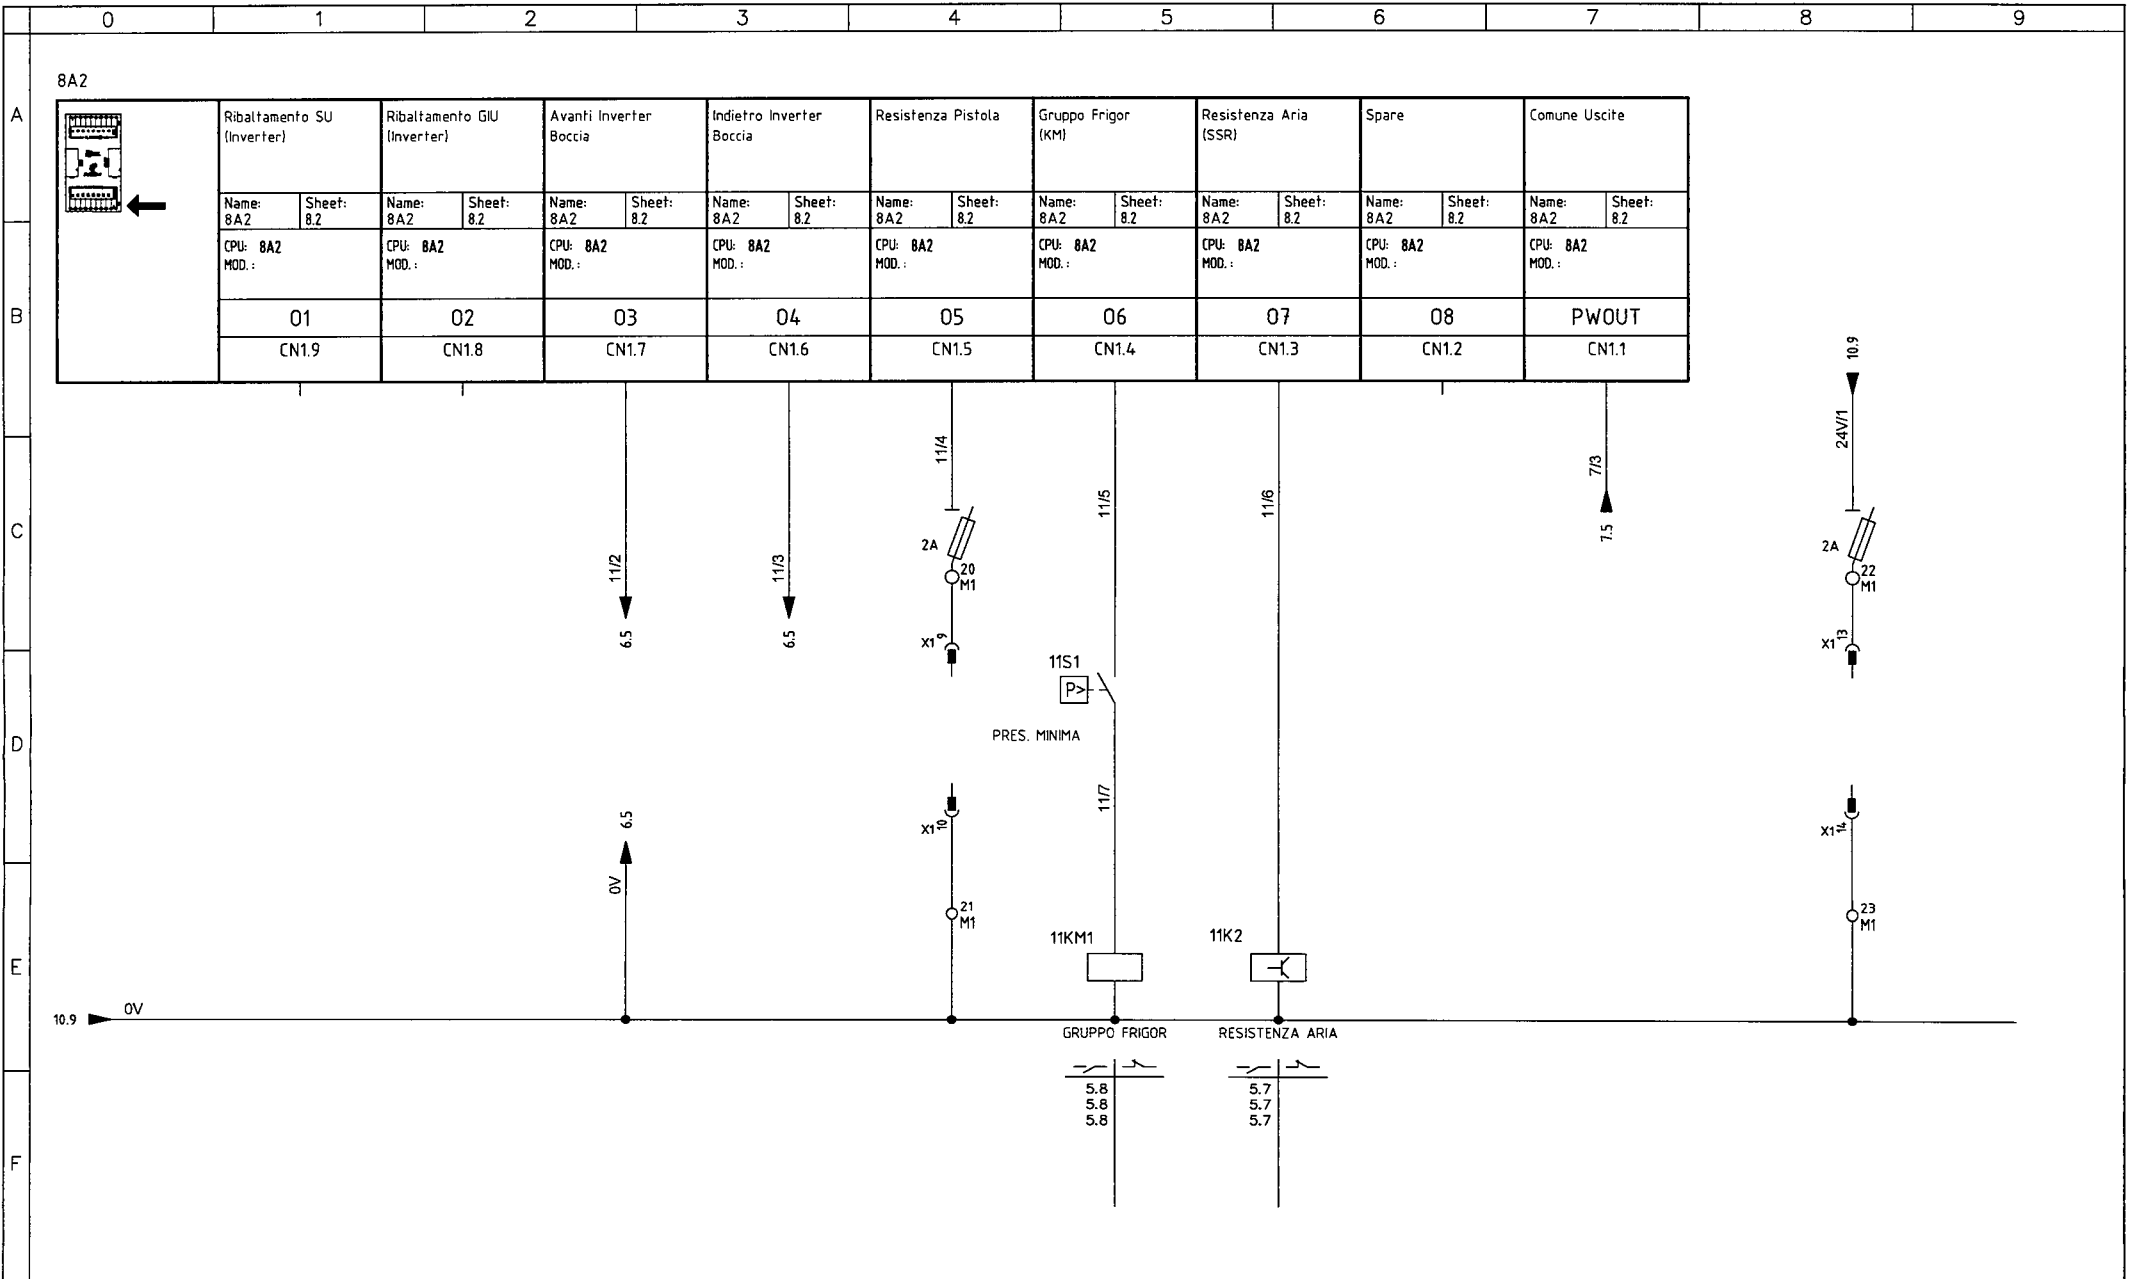 0 1 2 3 4 5 6 7 8 9
8A2
A
Ribaltamento SU Ribaltamento GIU Avanti Inverter Indietro Inverter Resistenza Pistola Gruppo Frigor Resistenza Aria Spare Comune Uscite
(Inverter) (Inverter) Boccia Boccia (KM) (SSR)
Name: Sheet: Name: Sheet: Name: Sheet: Name: Sheet: Name: Sheet: Name: Sheet: Name: Sheet: Name: Sheet: Name: Sheet:
8A2 8.2 8A2 8.2 8A2 8.2 8A2 8.2 8A2 8.2 8A2 8.2 8A2 8.2 8A2 8.2 8A2 8.2
CPU: 8A2 CPU: 8A2 CPU: 8A2 CPU: 8A2 CPU: 8A2 CPU: 8A2 CPU: 8A2 CPU: 8A2 CPU: 8A2
MOD. : MOD. : MOD. : MOD. : MOD. : MOD. : MOD. : MOD. : MOD. :
B O1 O2 O3 O4 O5 O6 O7 O8 PWOUT
CN1.9 CN1.8 CN1.7 CN1.6 CN1.5 CN1.4 CN1.3 CN1.2 CN1.1 10.9
11/4 24V/1
7/3
11/5 11/6
C 7.5
2A 2A
11/2 11/3 20 22
M1 M1
6.5 6.5 X1 9 X1 13
11S1
P>
D PRES. MINIMA
11/7
6.5 X1 10 X1 14
0V
21 23
M1 M1
11KM1 11K2
E
10.9 0V
GRUPPO FRIGOR RESISTENZA ARIA
5.8 5.7
5.8 5.7
5.8 5.7
F